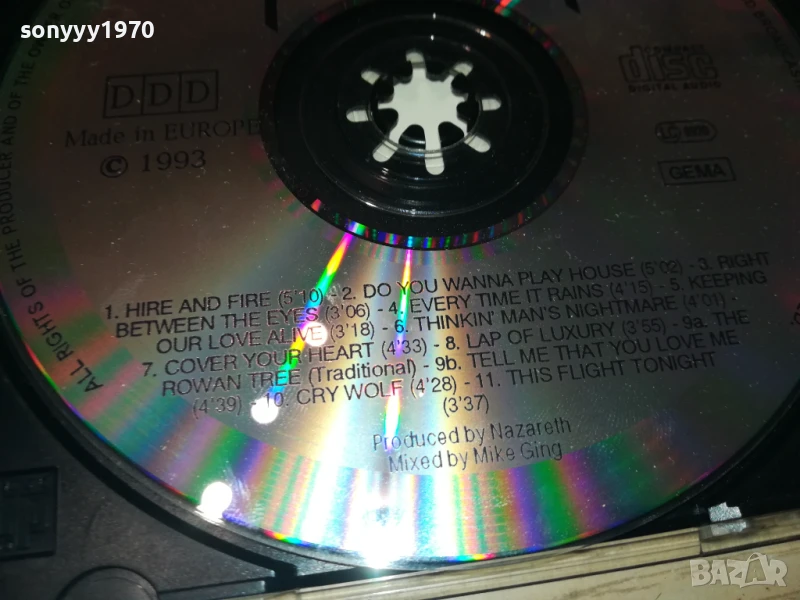 sonyyy1970
DDD
Made in EUROPE
© 1993
COMPACT
disc
DIGITAL AUDIO
LC
GEMA
ALL RIGHTS OF THE PRODUCER AND OF THE OWNER
1. HIRE AND FIRE (5'10) - 2. DO YOU WANNA PLAY HOUSE (5'02) - 3. RIGHT
BETWEEN THE EYES (3'06) - 4. EVERY TIME IT RAINS (4'15) - 5. KEEPING
OUR LOVE ALIVE (3'18) - 6. THINKIN' MAN'S NIGHTMARE (4'01) -
7. COVER YOUR HEART (4'33) - 8. LAP OF LUXURY (3'55) - 9a. THE
ROWAN TREE (Traditional) - 9b. TELL ME THAT YOU LOVE ME
(4'39) - 10. CRY WOLF (4'28) - 11. THIS FLIGHT TONIGHT
(3'37)
Produced by Nazareth
Mixed by Mike Ging
BAZAR